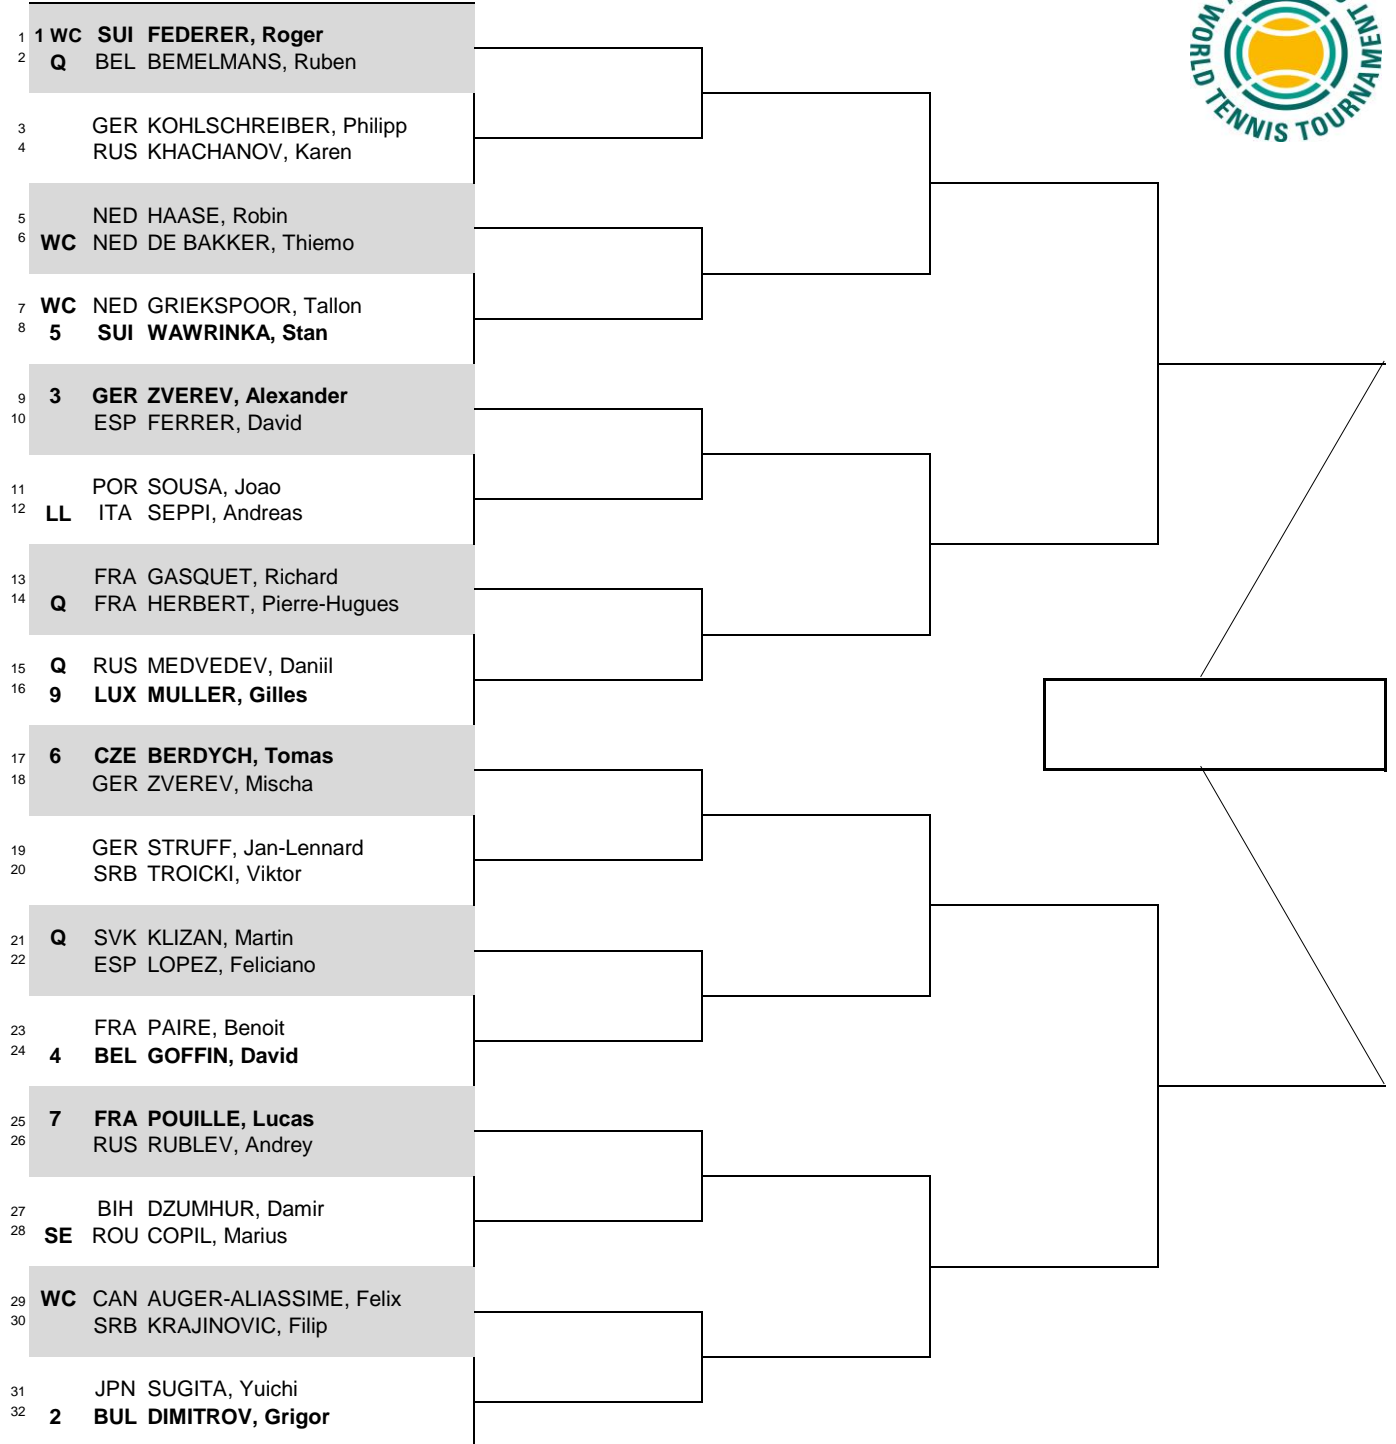 WORLD TENNIS TOURNAMENT
1 1 WC SUI FEDERER, Roger
2 Q BEL BEMELMANS, Ruben
3 GER KOHLSCHREIBER, Philipp
4 RUS KHACHANOV, Karen
5 NED HAASE, Robin
6 WC NED DE BAKKER, Thiemo
7 WC NED GRIEKSPOOR, Tallon
8 5 SUI WAWRINKA, Stan
9 3 GER ZVEREV, Alexander
10 ESP FERRER, David
11 POR SOUSA, Joao
12 LL ITA SEPPI, Andreas
13 FRA GASQUET, Richard
14 Q FRA HERBERT, Pierre-Hugues
15 Q RUS MEDVEDEV, Daniil
16 9 LUX MULLER, Gilles
17 6 CZE BERDYCH, Tomas
18 GER ZVEREV, Mischa
19 GER STRUFF, Jan-Lennard
20 SRB TROICKI, Viktor
21 Q SVK KLIZAN, Martin
22 ESP LOPEZ, Feliciano
23 FRA PAIRE, Benoit
24 4 BEL GOFFIN, David
25 7 FRA POUILLE, Lucas
26 RUS RUBLEV, Andrey
27 BIH DZUMHUR, Damir
28 SE ROU COPIL, Marius
29 WC CAN AUGER-ALIASSIME, Felix
30 SRB KRAJINOVIC, Filip
31 JPN SUGITA, Yuichi
32 2 BUL DIMITROV, Grigor